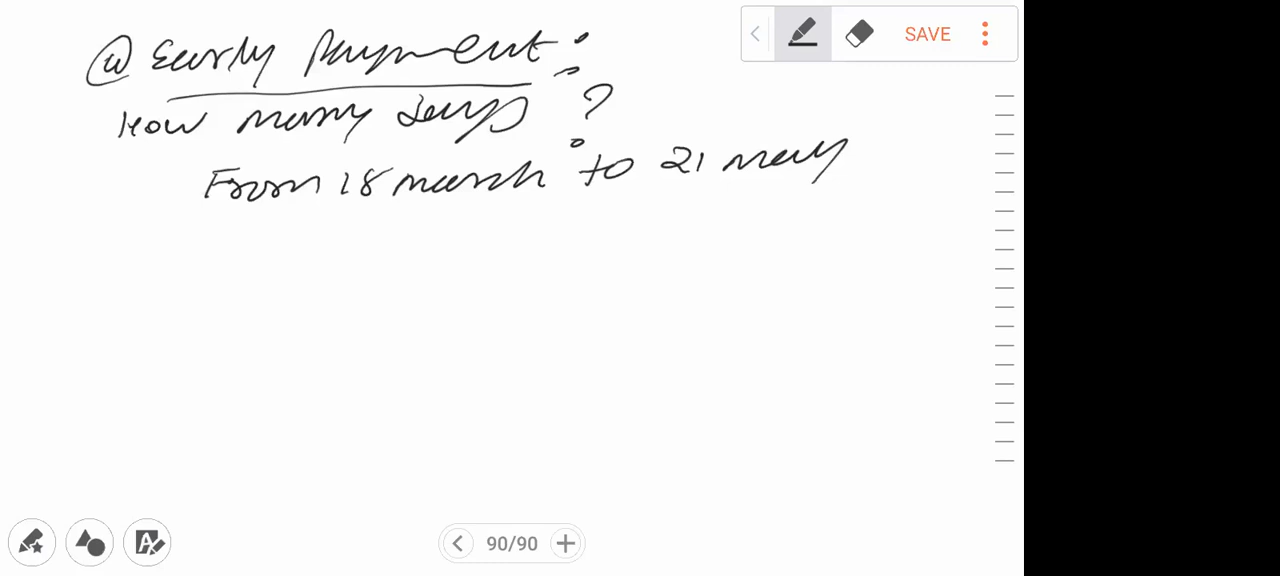 @ Early Payment :
How many days ?
From 18 march to 21 may
SAVE
90/90